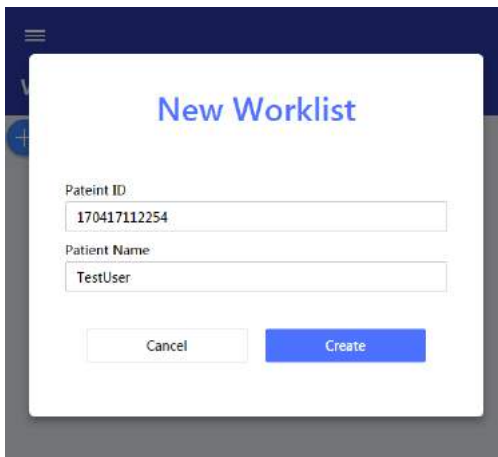 New Worklist
Pateint ID
170417112254
Patient Name
TestUser
Cancel Create